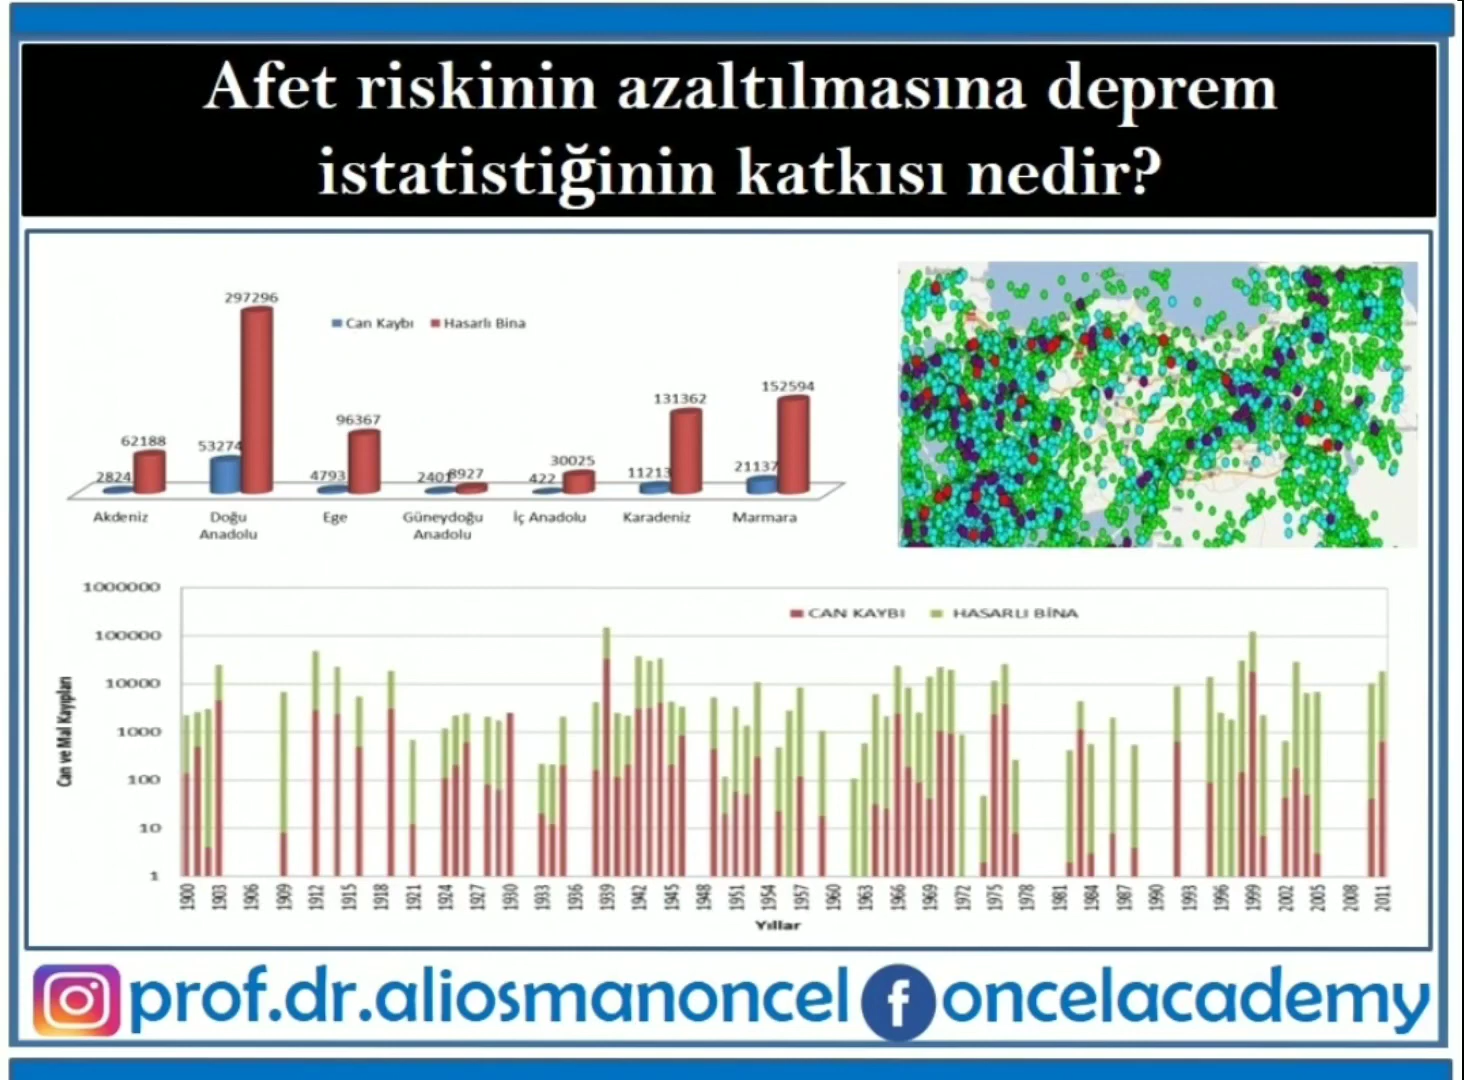 Afet riskinin azaltılmasına deprem
istatistiğinin katkısı nedir?
Can Kaybı Hasarlı Bina
2824 62188 53274 297296 4793 96367 2401 8927 422 30025 11213 131362 21137 152594
Akdeniz Doğu Anadolu Ege Güneydoğu Anadolu İç Anadolu Karadeniz Marmara
CAN KAYBI HASARLI BİNA
Can ve Mal Kayıpları
1000000
100000
10000
1000
100
10
1
1900 1903 1906 1909 1912 1915 1918 1921 1924 1927 1930 1933 1936 1939 1942 1945 1948 1951 1954 1957 1960 1963 1966 1969 1972 1975 1978 1981 1984 1987 1990 1993 1996 1999 2002 2005 2008 2011
Yıllar
prof.dr.aliosmanoncel oncelacademy